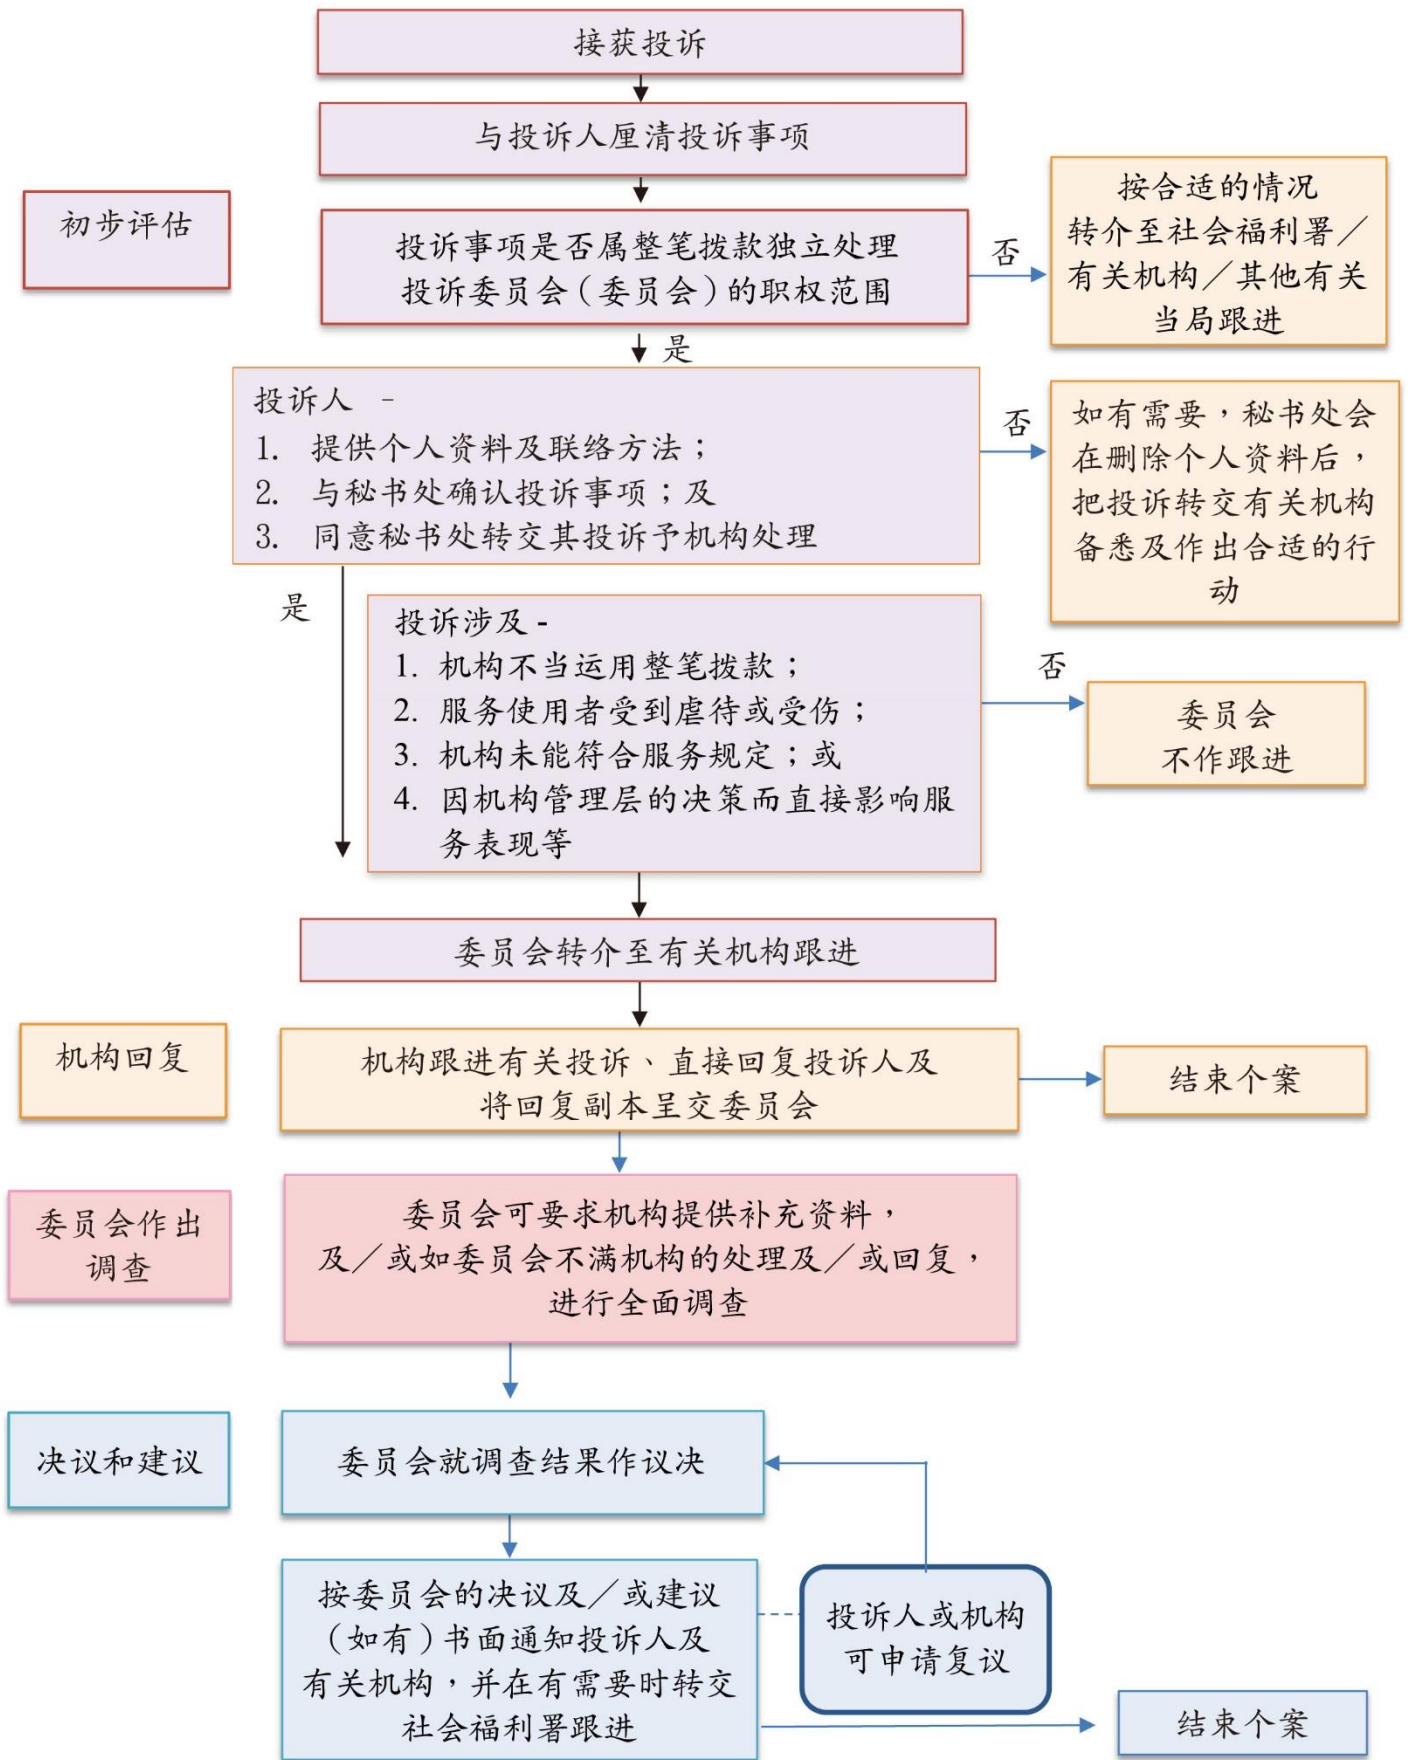 接获投诉
与投诉人厘清投诉事项
初步评估
投诉事项是否属整笔拨款独立处理
投诉委员会（委员会）的职权范围
否
按合适的情况
转介至社会福利署／
有关机构／其他有关
当局跟进
是
投诉人 -
1. 提供个人资料及联络方法；
2. 与秘书处确认投诉事项；及
3. 同意秘书处转交其投诉予机构处理
否
如有需要，秘书处会
在删除个人资料后，
把投诉转交有关机构
备悉及作出合适的行
动
是
投诉涉及 -
1. 机构不当运用整笔拨款；
2. 服务使用者受到虐待或受伤；
3. 机构未能符合服务规定；或
4. 因机构管理层的决策而直接影响服
务表现等
否
委员会
不作跟进
委员会转介至有关机构跟进
机构回复
机构跟进有关投诉、直接回复投诉人及
将回复副本呈交委员会
结束个案
委员会作出
调查
委员会可要求机构提供补充资料，
及／或如委员会不满机构的处理及／或回复，
进行全面调查
决议和建议
委员会就调查结果作议决
按委员会的决议及／或建议
（如有）书面通知投诉人及
有关机构，并在有需要时转交
社会福利署跟进
投诉人或机构
可申请复议
结束个案